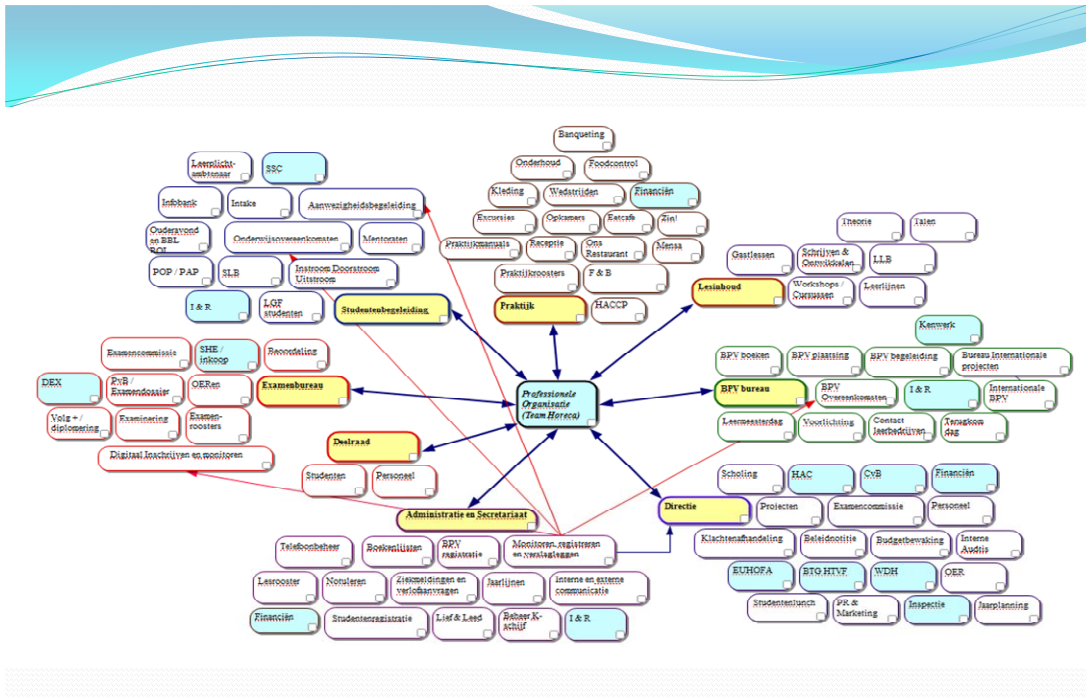 Banqueting
Onderhoud
Foodcontrol
Kleding
Wedstrijden
Financiën
Excursies
Opkamers
Eetcafe
Zin!
Praktijkmanuals
Receptie
Ons
Restaurant
Mensa
Praktijkroosters
F & B
Praktijk
HACCP
Leerplicht-
ambtenaar
SSC
Infobank
Intake
Aanwezigheidsbegeleiding
Ouderavond
en BBL
BOL
Onderwijsovereenkomsten
Mentoraten
POP / PAP
SLB
Instroom Doorstroom
Uitstroom
I & R
LGF
studenten
Studentenbegeleiding
Theorie
Talen
Gastlessen
Schrijven &
Ontwikkelen
LLB
Lesinhoud
Workshops /
Cursussen
Leerlijnen
Kenwerk
BPV boeken
BPV plaatsing
BPV begeleiding
Bureau Internationale
projecten
BPV bureau
BPV
Overeenkomsten
I & R
Internationale
BPV
Leermeesterdag
Voorlichting
Contact
leerbedrijven
Terugkom
dag
Examencommissie
SHE /
inkoop
Beoordeling
DEX
PvB /
Examendossier
OERen
Examenbureau
Volg + /
diplomering
Examinering
Examen-
roosters
Digitaal Inschrijven en monitoren
Professionele
Organisatie
(Team Horeca)
Deelraad
Studenten
Personeel
Administratie en Secretariaat
Telefoonbeheer
Boekenlijsten
BPV
registratie
Monitoren, registreren
en verslagleggen
Lesrooster
Notuleren
Ziekmeldingen en
verlofaanvragen
Jaarlijnen
Interne en externe
communicatie
Financiën
Studentenregistratie
Lief & Leed
Beheer K-
schijf
I & R
Scholing
HAC
CvB
Financiën
Directie
Projecten
Examencommissie
Personeel
Klachtenafhandeling
Beleidnotitie
Budgetbewaking
Interne
Audtis
EUHOFA
BTG HTVF
WDH
OER
Studentenlunch
PR &
Marketing
Inspectie
Jaarplanning